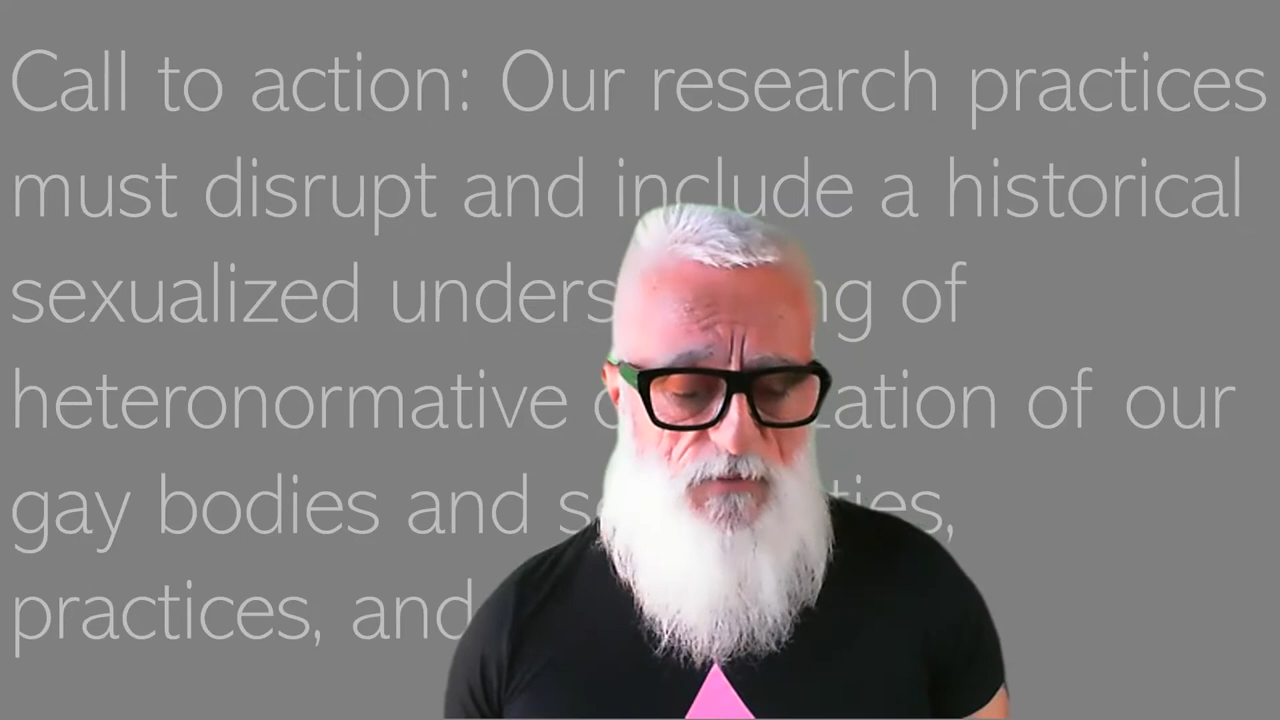 Call to action: Our research practices
must disrupt and include a historical
sexualized of
heteronormative of our
gay bodies and
practices, and